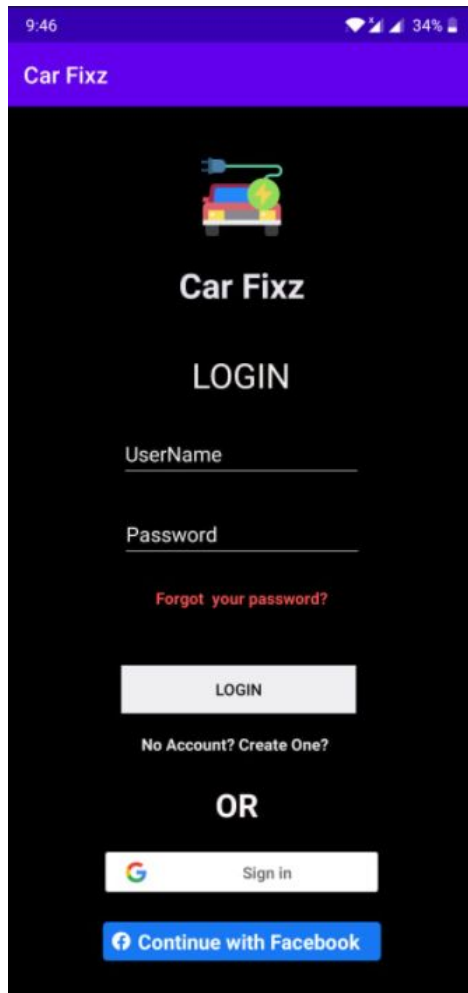 9:46
34%
Car Fixz
Car Fixz
LOGIN
UserName
Password
Forgot your password?
LOGIN
No Account? Create One?
OR
Sign in
Continue with Facebook